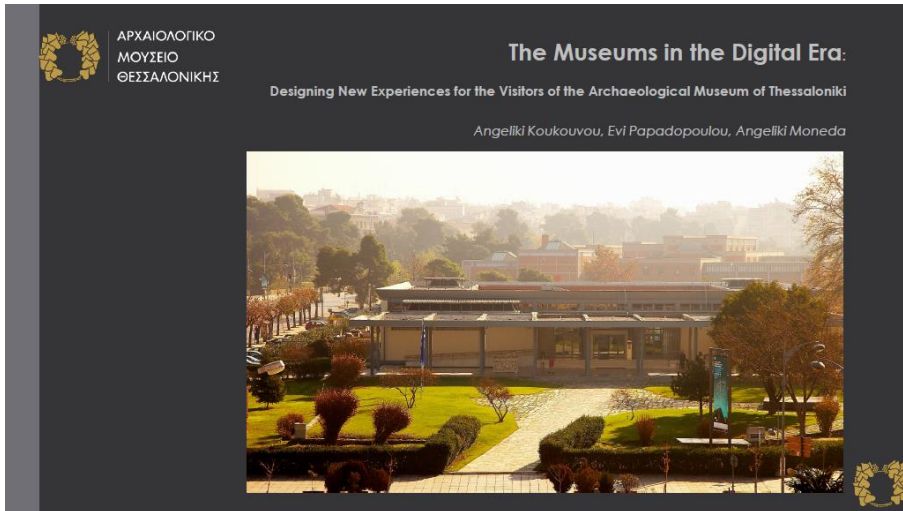 ΑΡΧΑΙΟΛΟΓΙΚΟ
ΜΟΥΣΕΙΟ
ΘΕΣΣΑΛΟΝΙΚΗΣ
The Museums in the Digital Era:
Designing New Experiences for the Visitors of the Archaeological Museum of Thessaloniki
Angeliki Koukouvou, Evi Papadopoulou, Angeliki Moneda